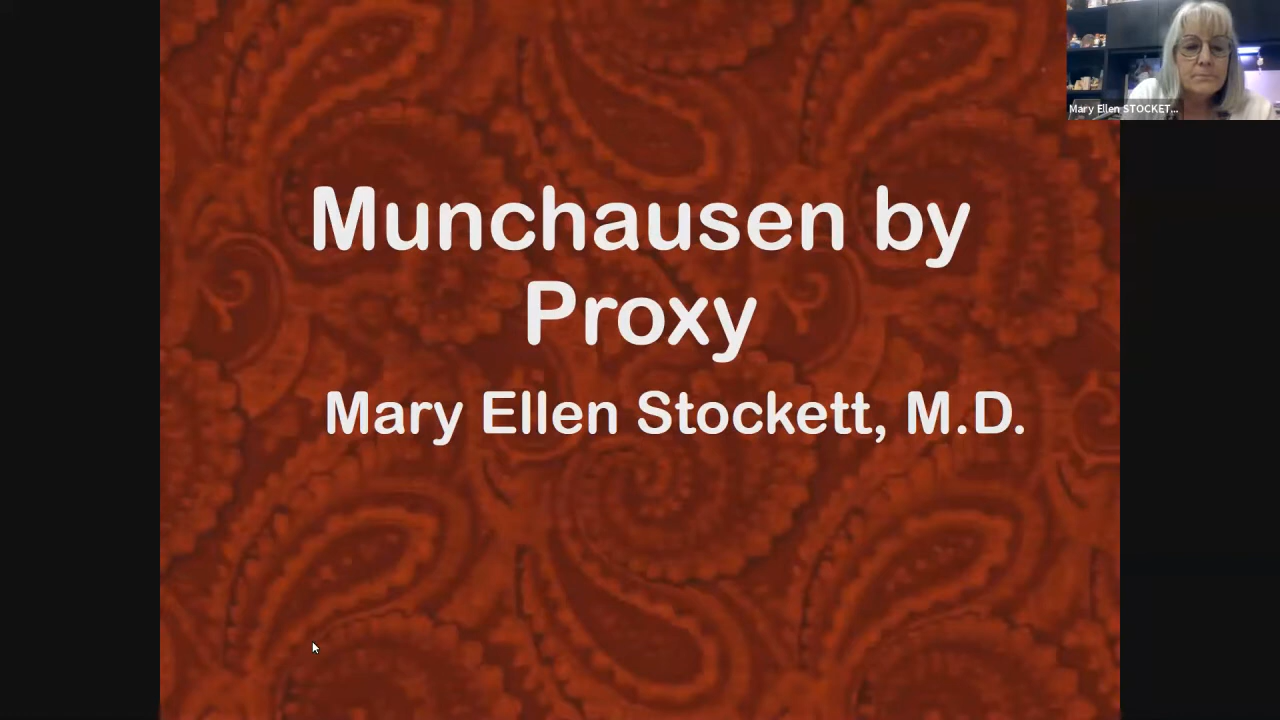 Munchausen by
Proxy
Mary Ellen Stockett, M.D.
Mary Ellen STOCKET...